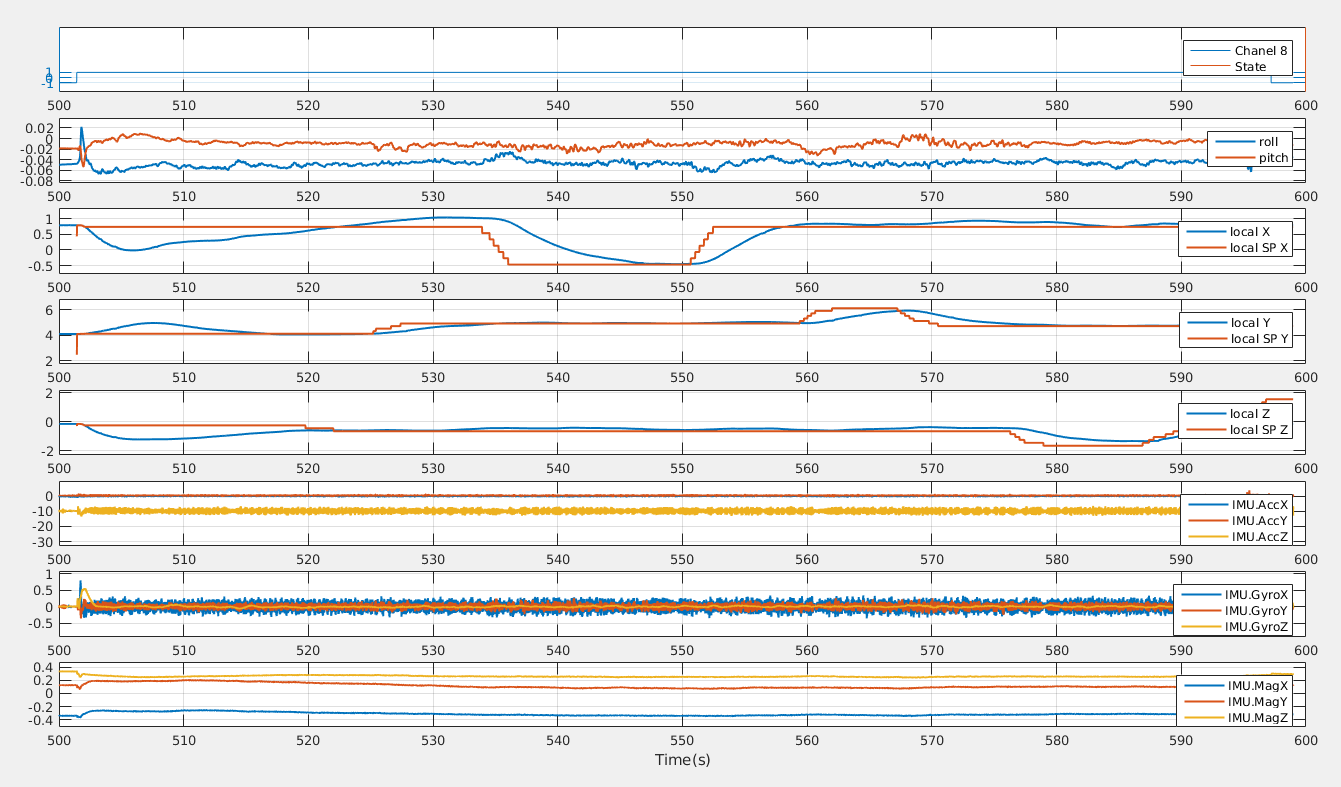 1
0
-1
Chanel 8
State
500 510 520 530 540 550 560 570 580 590 600
0.02
0
-0.02
-0.04
-0.06
-0.08
roll
pitch
500 510 520 530 540 550 560 570 580 590 600
1
0.5
0
-0.5
local X
local SP X
500 510 520 530 540 550 560 570 580 590 600
6
4
2
local Y
local SP Y
500 510 520 530 540 550 560 570 580 590 600
2
0
-2
local Z
local SP Z
500 510 520 530 540 550 560 570 580 590 600
0
-10
-20
-30
IMU.AccX
IMU.AccY
IMU.AccZ
500 510 520 530 540 550 560 570 580 590 600
1
0.5
0
-0.5
IMU.GyroX
IMU.GyroY
IMU.GyroZ
500 510 520 530 540 550 560 570 580 590 600
0.4
0.2
0
-0.2
-0.4
IMU.MagX
IMU.MagY
IMU.MagZ
500 510 520 530 540 550 560 570 580 590 600
Time(s)